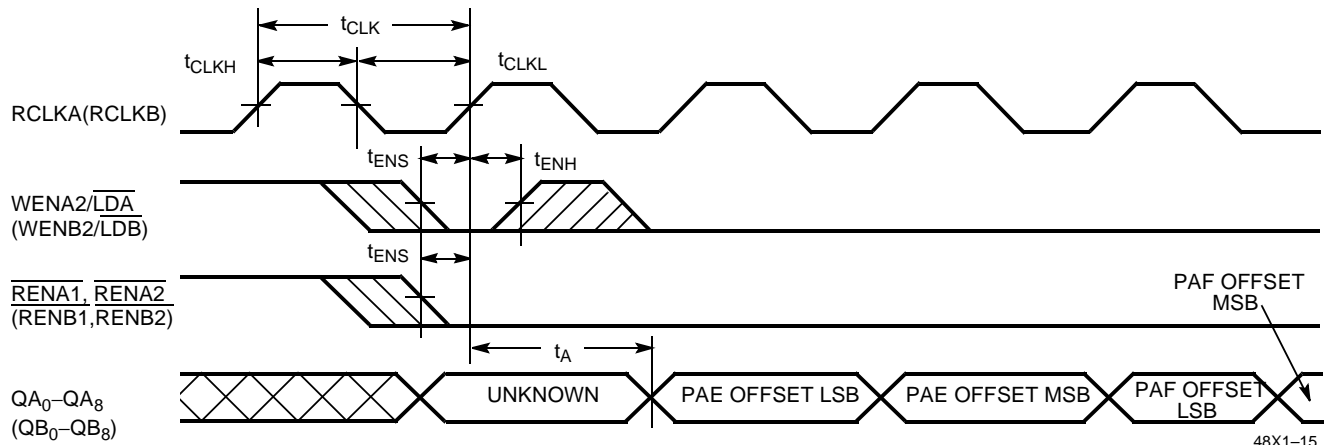 tCLK
tCLKH
tCLKL
RCLKA(RCLKB)
tENS
tENH
WENA2/LDA
(WENB2/LDB)
tENS
RENA1, RENA2
(RENB1,RENB2)
PAF OFFSET
MSB
tA
QA0–QA8
(QB0–QB8)
UNKNOWN
PAE OFFSET LSB
PAE OFFSET MSB
PAF OFFSET
LSB
48X1–15